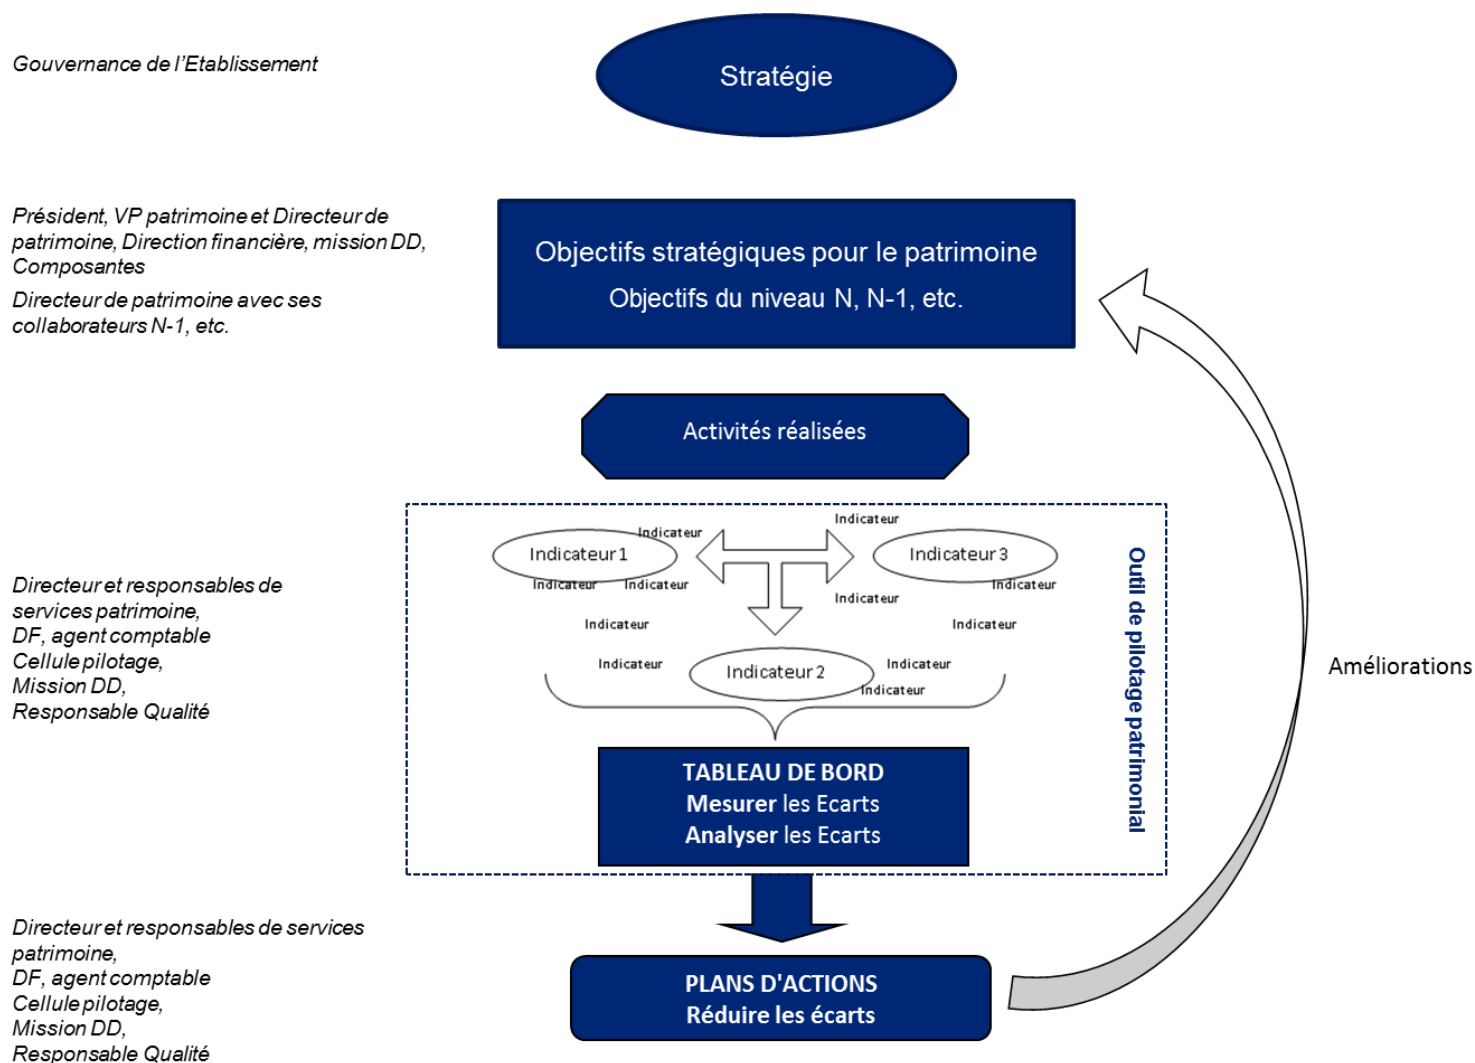 Gouvernance de l'Etablissement
Stratégie
Président, VP patrimoine et Directeur de
patrimoine, Direction financière, mission DD,
Composantes
Directeur de patrimoine avec ses
collaborateurs N-1, etc.
Objectifs stratégiques pour le patrimoine
Objectifs du niveau N, N-1, etc.
Activités réalisées
Directeur et responsables de
services patrimoine,
DF, agent comptable
Cellule pilotage,
Mission DD,
Responsable Qualité
Indicateur
Indicateur
Indicateur 1
Indicateur 3
Indicateur
Indicateur
Indicateur
Indicateur
Indicateur
Indicateur
Indicateur
Indicateur 2
Indicateur
Indicateur
Outil de pilotage patrimonial
TABLEAU DE BORD
Mesurer les Ecarts
Analyser les Ecarts
Améliorations
Directeur et responsables de services
patrimoine,
DF, agent comptable
Cellule pilotage,
Mission DD,
Responsable Qualité
PLANS D'ACTIONS
Réduire les écarts